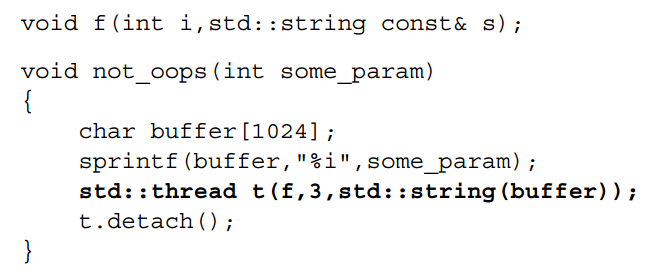 void f(int i,std::string const& s);
void not_oops(int some_param)
{
    char buffer[1024];
    sprintf(buffer,"%i",some_param);
    std::thread t(f,3,std::string(buffer));
    t.detach();
}